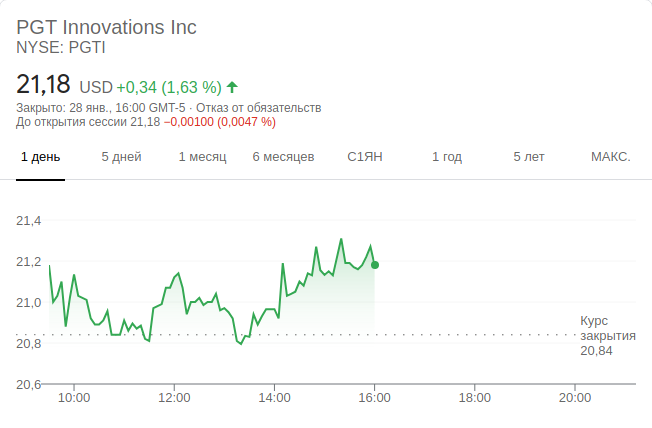 PGT Innovations Inc
NYSE: PGTI
21,18 USD +0,34 (1,63 %)
Закрыто: 28 янв., 16:00 GMT-5 · Отказ от обязательств
До открытия сессии 21,18 −0,00100 (0,0047 %)
1 день 5 дней 1 месяц 6 месяцев С1ЯН 1 год 5 лет МАКС.
21,4
21,2
21,0
Курс
закрытия
20,84
20,8
20,6
10:00 12:00 14:00 16:00 18:00 20:00